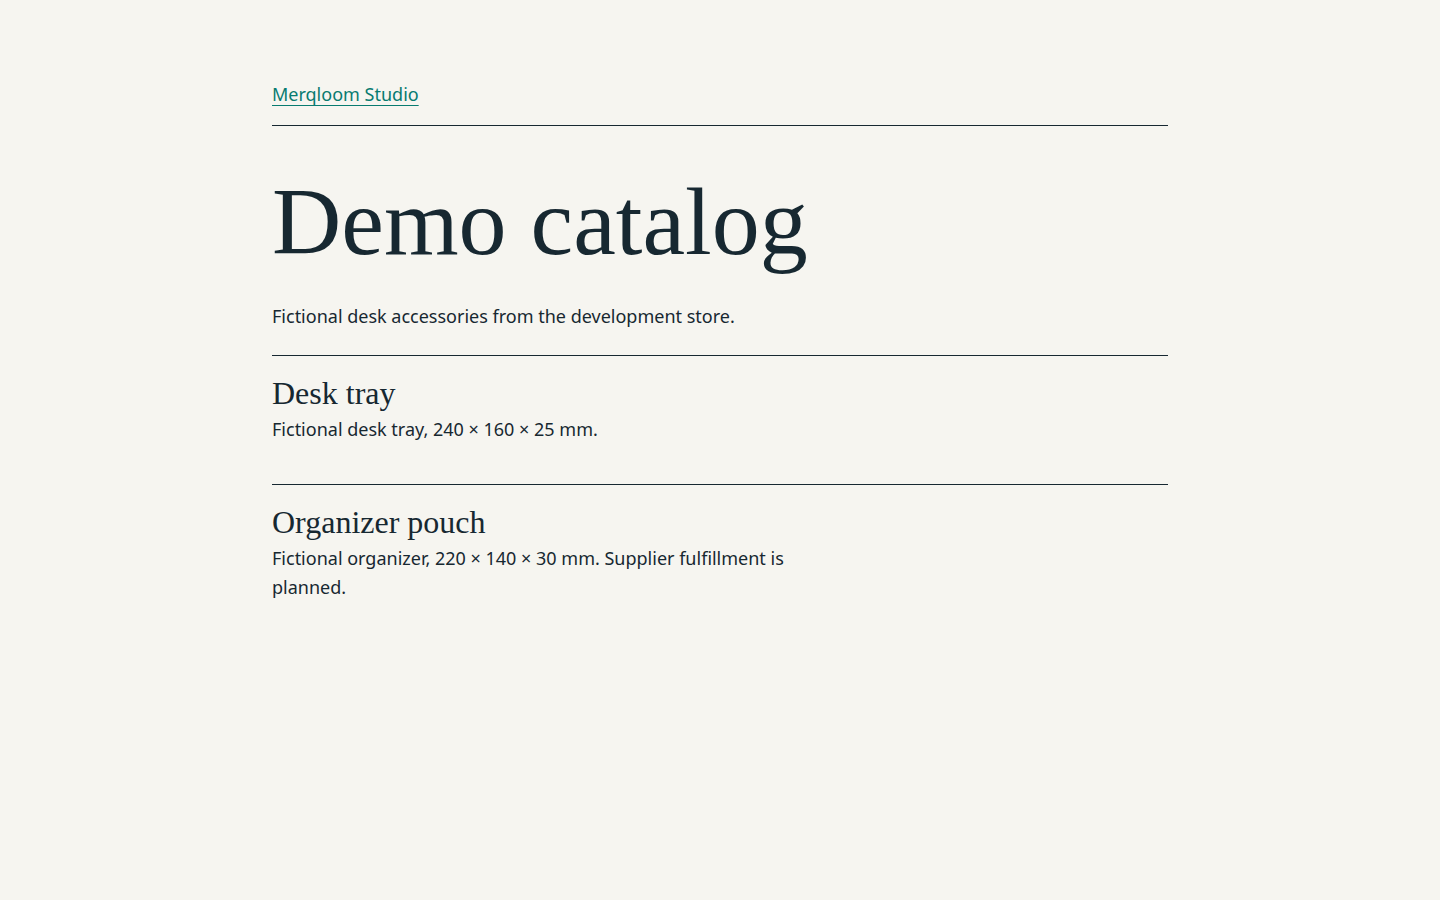 Merqloom Studio
Demo catalog
Fictional desk accessories from the development store.
Desk tray
Fictional desk tray, 240 × 160 × 25 mm.
Organizer pouch
Fictional organizer, 220 × 140 × 30 mm. Supplier fulfillment is
planned.